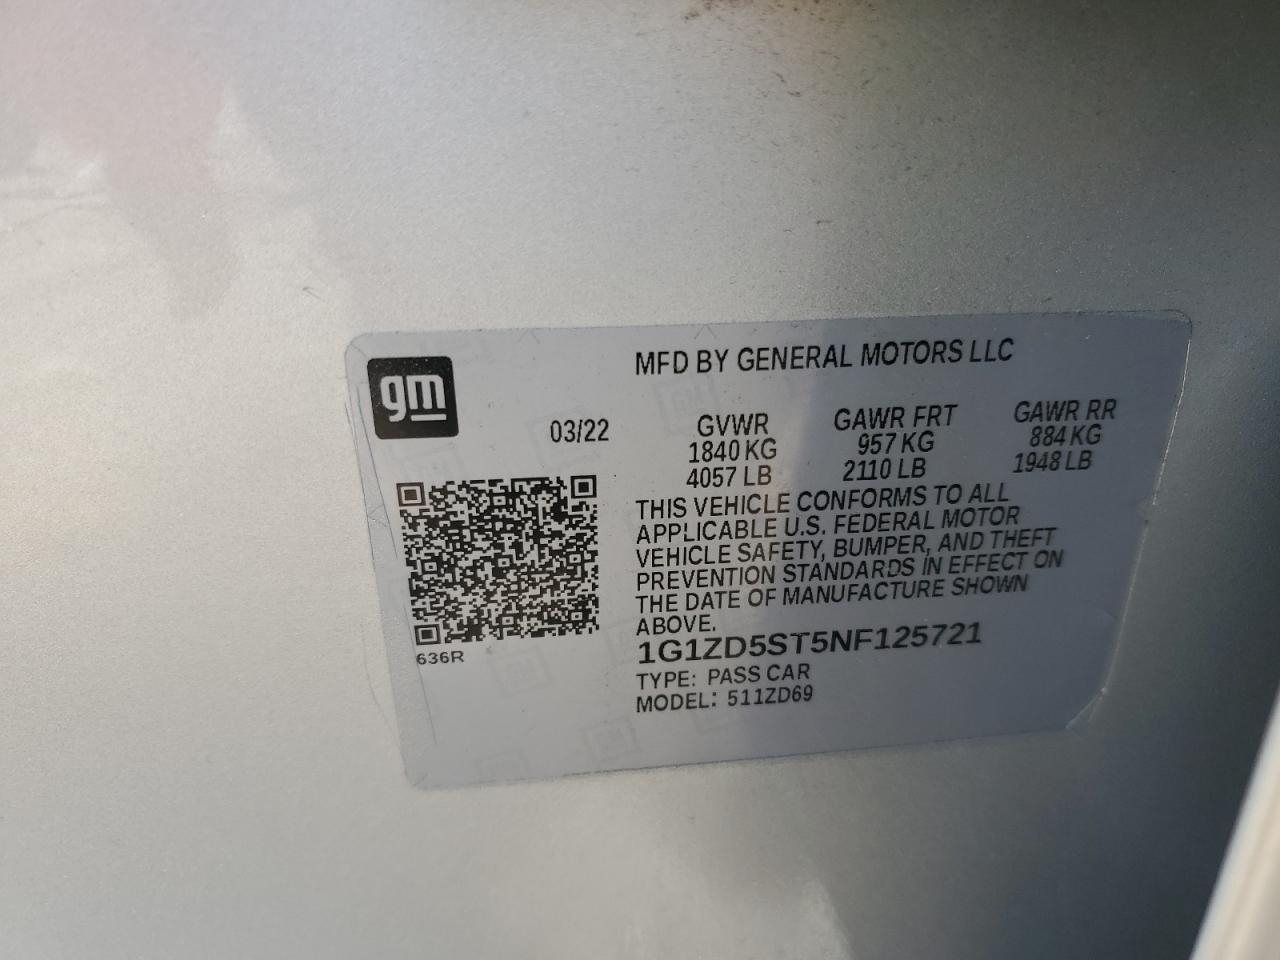 gm
MFD BY GENERAL MOTORS LLC
03/22
GVWR GAWR FRT GAWR RR
1840 KG 957 KG 884 KG
4057 LB 2110 LB 1948 LB
THIS VEHICLE CONFORMS TO ALL
APPLICABLE U.S. FEDERAL MOTOR
VEHICLE SAFETY, BUMPER, AND THEFT
PREVENTION STANDARDS IN EFFECT ON
THE DATE OF MANUFACTURE SHOWN
ABOVE.
1G1ZD5ST5NF125721
636R
TYPE: PASS CAR
MODEL: 511ZD69